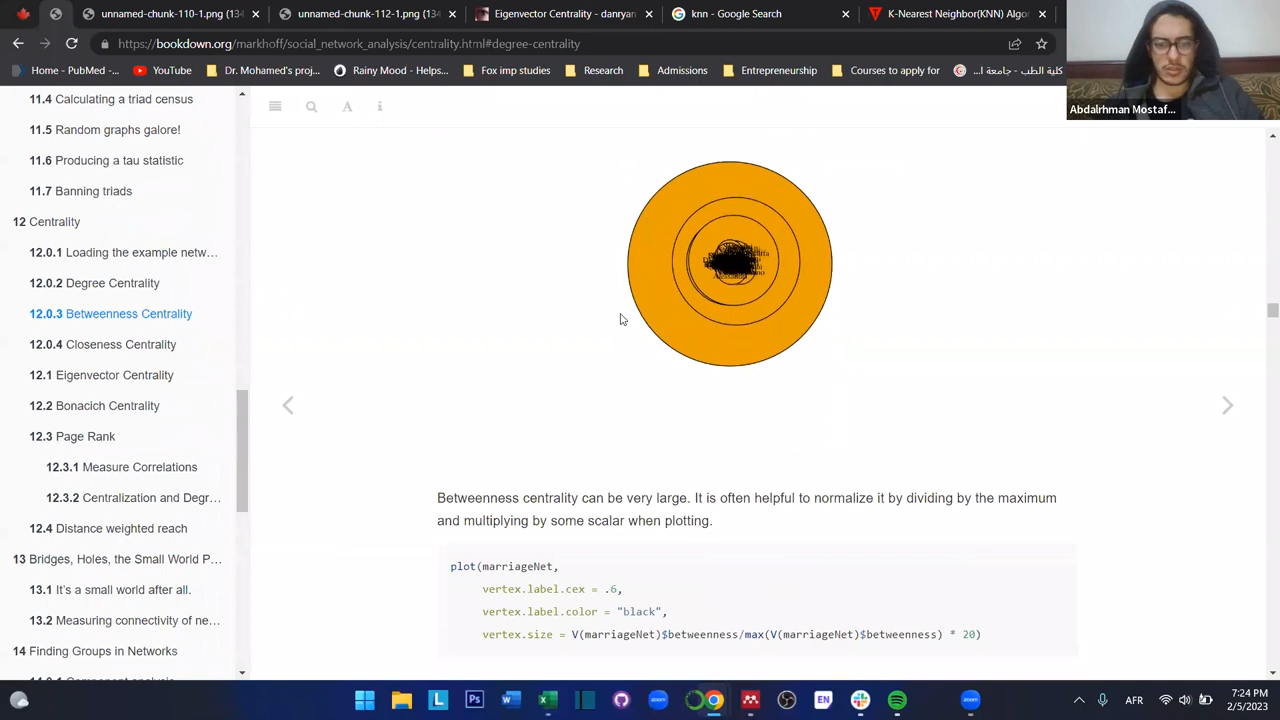 unnamed-chunk-110-1.png (134
unnamed-chunk-112-1.png (134
Eigenvector Centrality - danryan
knn - Google Search
K-Nearest Neighbor(KNN) Algor
https://bookdown.org/markhoff/social_network_analysis/centrality.html#degree-centrality
Home - PubMed -...
YouTube
Dr. Mohamed's proj...
Rainy Mood - Helpin...
Fox imp studies
Research
Admissions
Entrepreneurship
Courses to apply for
كلية الطب - جامعة ا...
Abdalrhman Mostaf...
11.4 Calculating a triad census
11.5 Random graphs galore!
11.6 Producing a tau statistic
11.7 Banning triads
12 Centrality
12.0.1 Loading the example netw...
12.0.2 Degree Centrality
12.0.3 Betweenness Centrality
12.0.4 Closeness Centrality
12.1 Eigenvector Centrality
12.2 Bonacich Centrality
12.3 Page Rank
12.3.1 Measure Correlations
12.3.2 Centralization and Degr...
12.4 Distance weighted reach
13 Bridges, Holes, the Small World P...
13.1 It's a small world after all.
13.2 Measuring connectivity of ne...
14 Finding Groups in Networks
Betweenness centrality can be very large. It is often helpful to normalize it by dividing by the maximum
and multiplying by some scalar when plotting.
plot(marriageNet,
vertex.label.cex = .6,
vertex.label.color = "black",
vertex.size = V(marriageNet)$betweenness/max(V(marriageNet)$betweenness) * 20)
EN
AFR
7:24 PM
2/5/2023